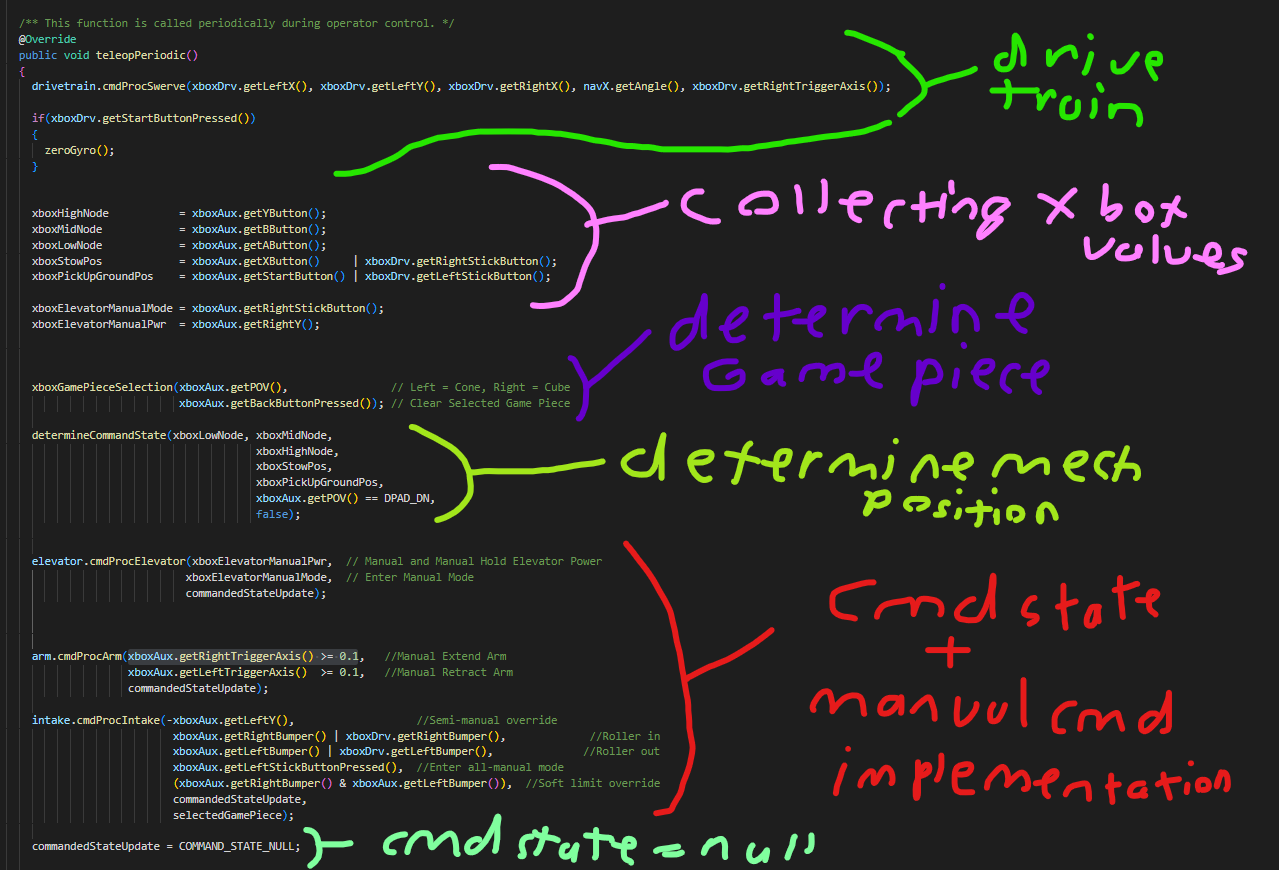 /** This function is called periodically during operator control. */
@Override
public void teleopPeriodic()
{
drivetrain.cmdProcSwerve(xboxDrv.getLeftX(), xboxDrv.getLeftY(), xboxDrv.getRightX(), navX.getAngle(), xboxDrv.getRightTriggerAxis());
drive
train
if(xboxDrv.getStartButtonPressed())
{
zeroGyro();
}
collecting Xbox
values
xboxHighNode = xboxAux.getYButton();
xboxMidNode = xboxAux.getBButton();
xboxLowNode = xboxAux.getAButton();
xboxStowPos = xboxAux.getXButton() | xboxDrv.getRightStickButton();
xboxPickUpGroundPos = xboxAux.getStartButton() | xboxDrv.getLeftStickButton();
xboxElevatorManualMode = xboxAux.getRightStickButton();
xboxElevatorManualPwr = xboxAux.getRightY();
determine
Game piece
xboxGamePieceSelection(xboxAux.getPOV(), // Left = Cone, Right = Cube
xboxAux.getBackButtonPressed()); // Clear Selected Game Piece
determineCommandState(xboxLowNode, xboxMidNode,
xboxHighNode,
xboxStowPos,
xboxPickUpGroundPos,
xboxAux.getPOV() == DPAD_DN,
false);
determine mech
position
elevator.cmdProcElevator(xboxElevatorManualPwr, // Manual and Manual Hold Elevator Power
xboxElevatorManualMode, // Enter Manual Mode
commandedStateUpdate);
arm.cmdProcArm(xboxAux.getRightTriggerAxis() >= 0.1, //Manual Extend Arm
xboxAux.getLeftTriggerAxis() >= 0.1, //Manual Retract Arm
commandedStateUpdate);
intake.cmdProcIntake(-xboxAux.getLeftY(), //Semi-manual override
xboxAux.getRightBumper() | xboxDrv.getRightBumper(), //Roller in
xboxAux.getLeftBumper() | xboxDrv.getLeftBumper(), //Roller out
xboxAux.getLeftStickButtonPressed(), //Enter all-manual mode
(xboxAux.getRightBumper() & xboxAux.getLeftBumper()), //Soft limit override
commandedStateUpdate,
selectedGamePiece);
Cmd state
+
manual cmd
implementation
commandedStateUpdate = COMMAND_STATE_NULL;
cmd state = null